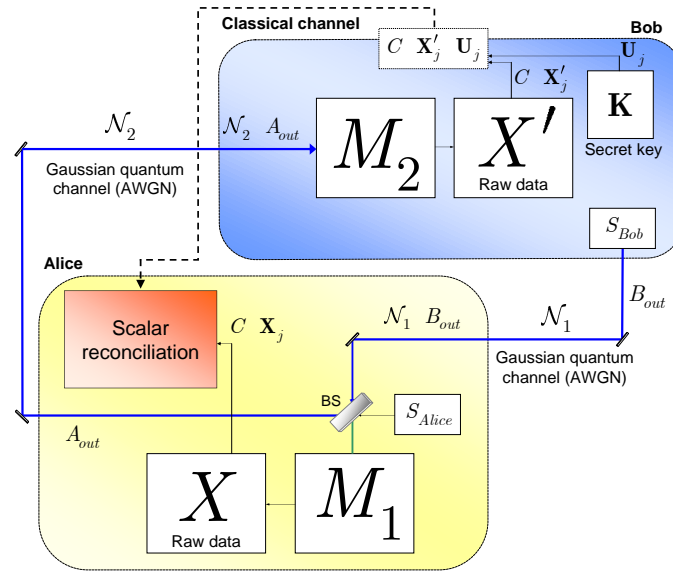 Classical channel
Bob
C X′j Uj
Uj
C X′j
K
Secret key
𝒩2
𝒩2 Aout
M2
X′
Raw data
Gaussian quantum
channel (AWGN)
SBob
Bout
Alice
Scalar
reconciliation
C Xj
𝒩1 Bout
𝒩1
Gaussian quantum
channel (AWGN)
BS
SAlice
Aout
X
Raw data
M1